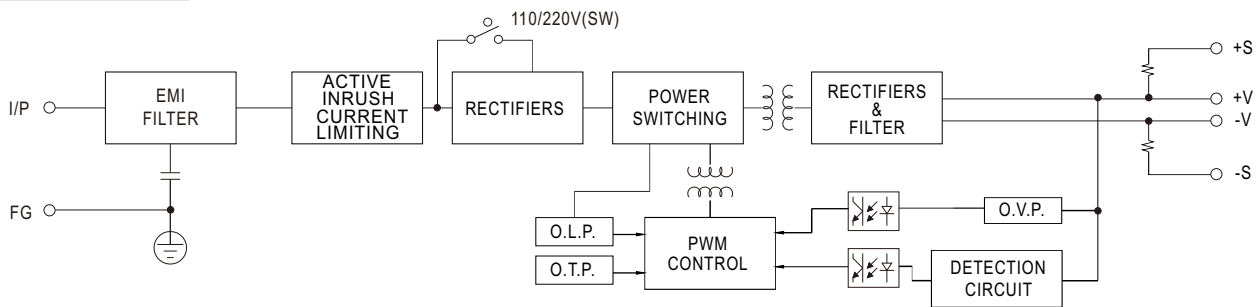 110/220V(SW)
+S
I/P
EMI
FILTER
ACTIVE
INRUSH
CURRENT
LIMITING
RECTIFIERS
POWER
SWITCHING
RECTIFIERS
&
FILTER
+V
-V
-S
FG
O.L.P.
O.T.P.
PWM
CONTROL
O.V.P.
DETECTION
CIRCUIT